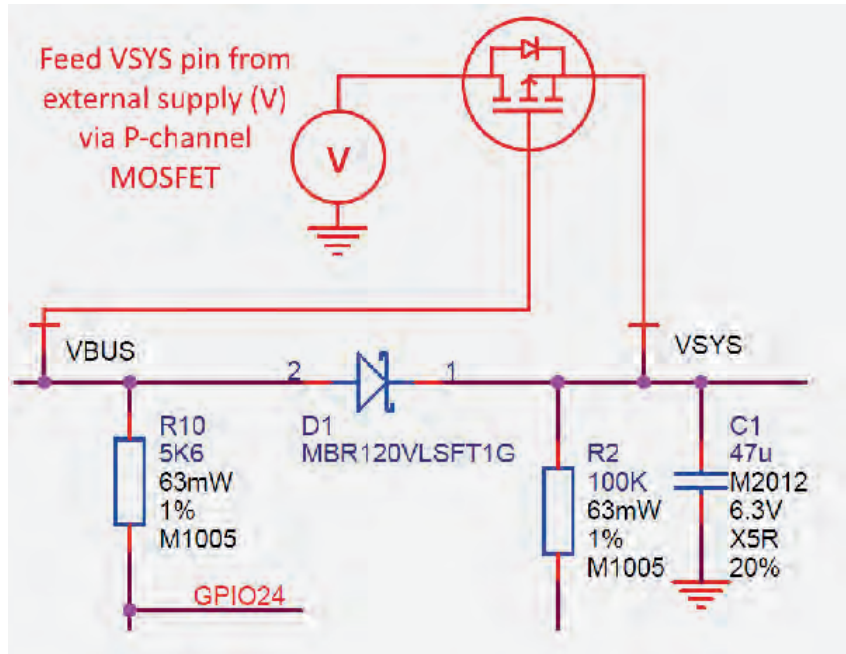 Feed VSYS pin from
external supply (V)
via P-channel
MOSFET
V
VBUS
VSYS
2
1
R10
5K6
63mW
1%
M1005
D1
MBR120VLSFT1G
R2
100K
63mW
1%
M1005
C1
47u
M2012
6.3V
X5R
20%
GPIO24